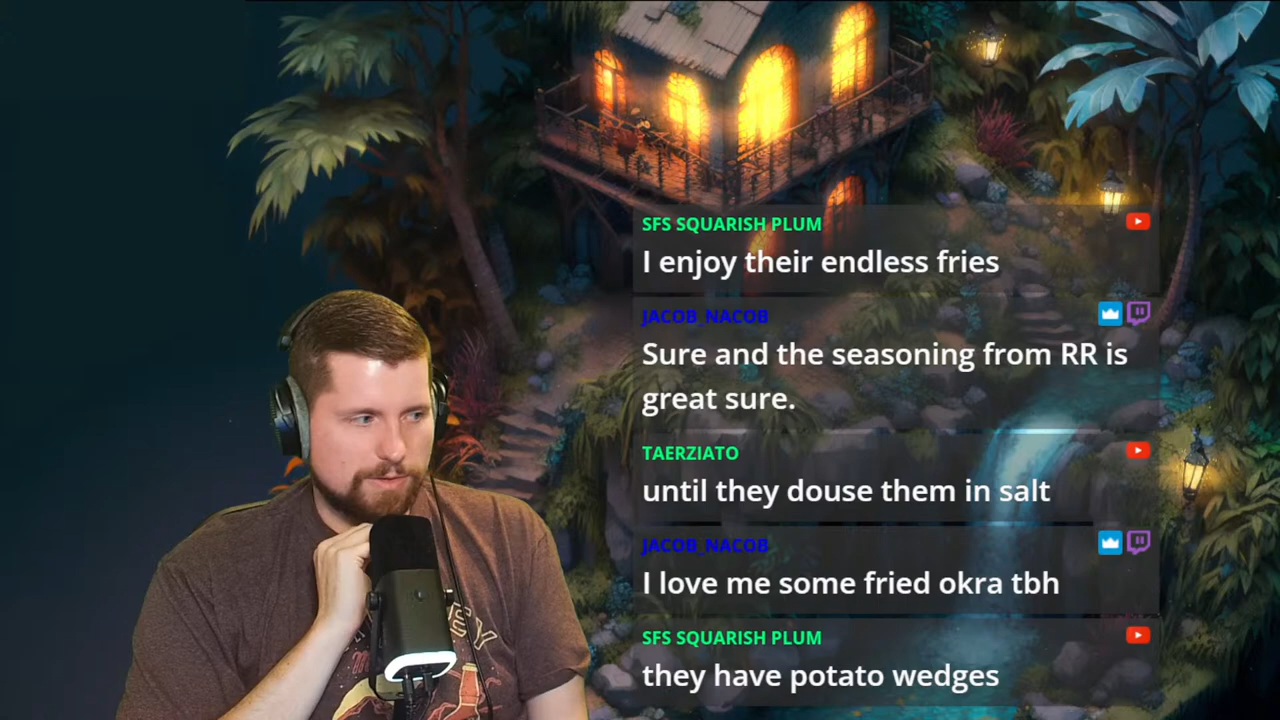 SFS SQUARISH PLUM
I enjoy their endless fries
JACOB_NACOB
Sure and the seasoning from RR is
great sure.
TAERZIATO
until they douse them in salt
JACOB_NACOB
I love me some fried okra tbh
SFS SQUARISH PLUM
they have potato wedges